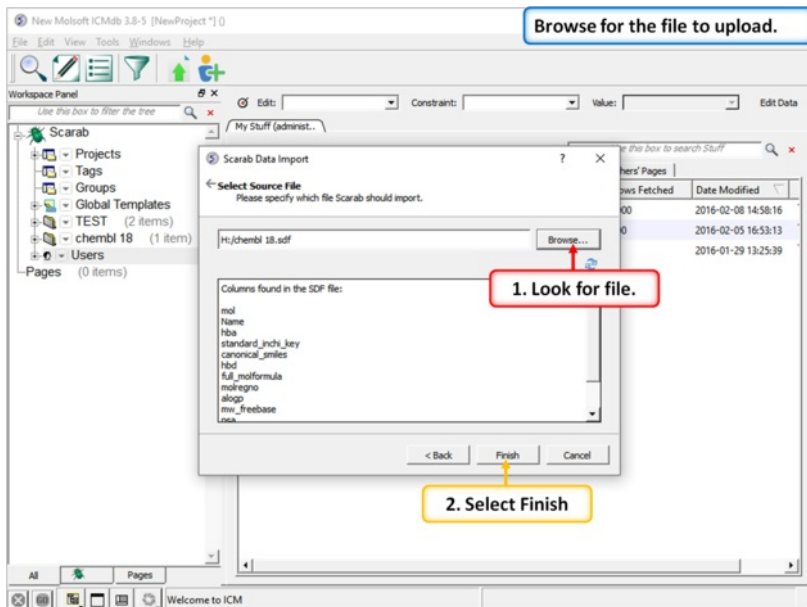 New Molsoft ICMdb 3.8-5 [NewProject *] ()
Browse for the file to upload.
File Edit View Tools Windows Help
Workspace Panel
Use this box to filter the tree
Edit:
Constraint:
Value:
Edit Data
Scarab
My Stuff (administ..
Projects
Tags
Groups
Global Templates
TEST (2 items)
chembl 18 (1 item)
Users
Pages (0 items)
this box to search Stuff
hers' Pages
ows Fetched Date Modified
000 2016-02-08 14:58:16
00 2016-02-05 16:53:13
2016-01-29 13:25:39
Scarab Data Import
Select Source File
Please specify which file Scarab should import.
H:/chembl 18.sdf
Browse...
1. Look for file.
Columns found in the SDF file:
mol
Name
hba
standard_inchi_key
canonical_smiles
hbd
full_molformula
molregno
alogp
mw_freebase
psa
< Back Finish Cancel
2. Select Finish
All
Pages
Welcome to ICM